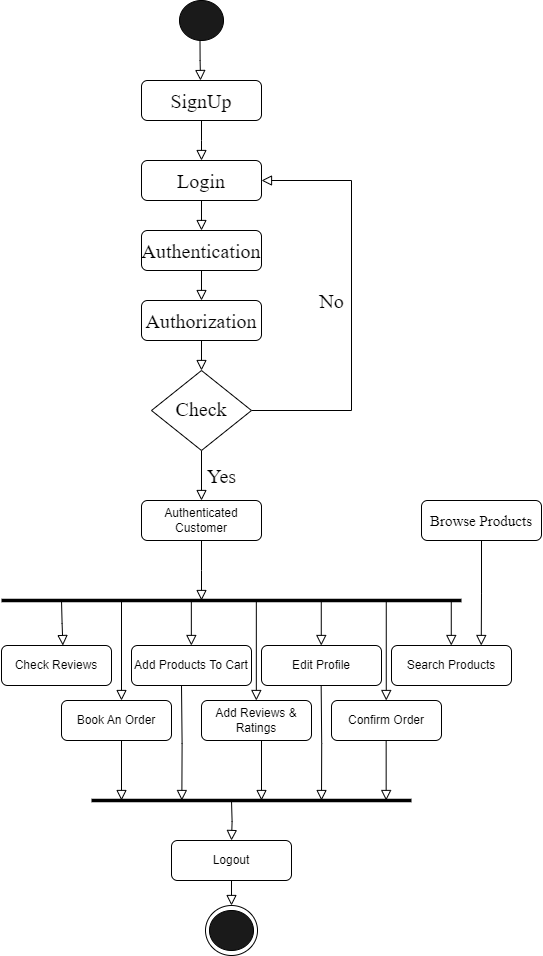 SignUp
Login
Authentication
Authorization
No
Check
Yes
Authenticated
Customer
Browse Products
Check Reviews
Add Products To Cart
Edit Profile
Search Products
Book An Order
Add Reviews &
Ratings
Confirm Order
Logout